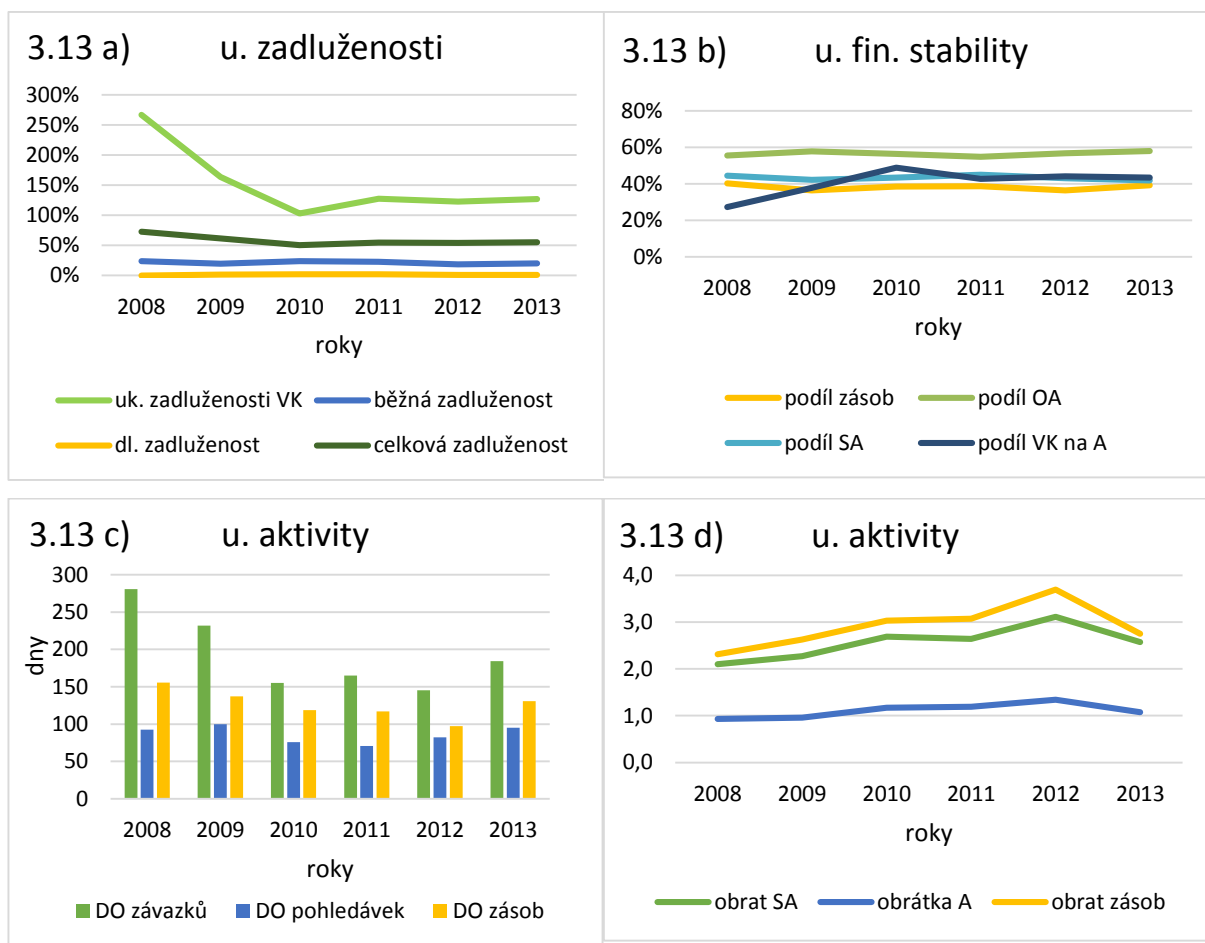 3.13 a) u. zadluženosti
300%
250%
200%
150%
100%
50%
0%
2008 2009 2010 2011 2012 2013
roky
uk. zadluženosti VK běžná zadluženost
dl. zadluženost celková zadluženost
3.13 b) u. fin. stability
80%
60%
40%
20%
0%
2008 2009 2010 2011 2012 2013
roky
podíl zásob podíl OA
podíl SA podíl VK na A
3.13 c) u. aktivity
dny
300
250
200
150
100
50
0
2008 2009 2010 2011 2012 2013
roky
DO závazků DO pohledávek DO zásob
3.13 d) u. aktivity
4,0
3,0
2,0
1,0
0,0
2008 2009 2010 2011 2012 2013
roky
obrat SA obrátka A obrat zásob